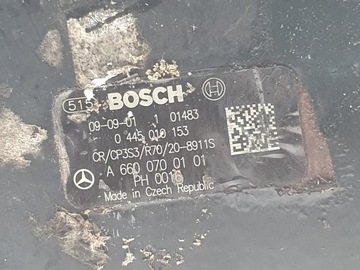 515 BOSCH
09-09-01 1 01483
0 445 010 153
CR/CP3S3/R70/20-8911S
A 660 070 01 01
PH 0016
Made in Czech Republic